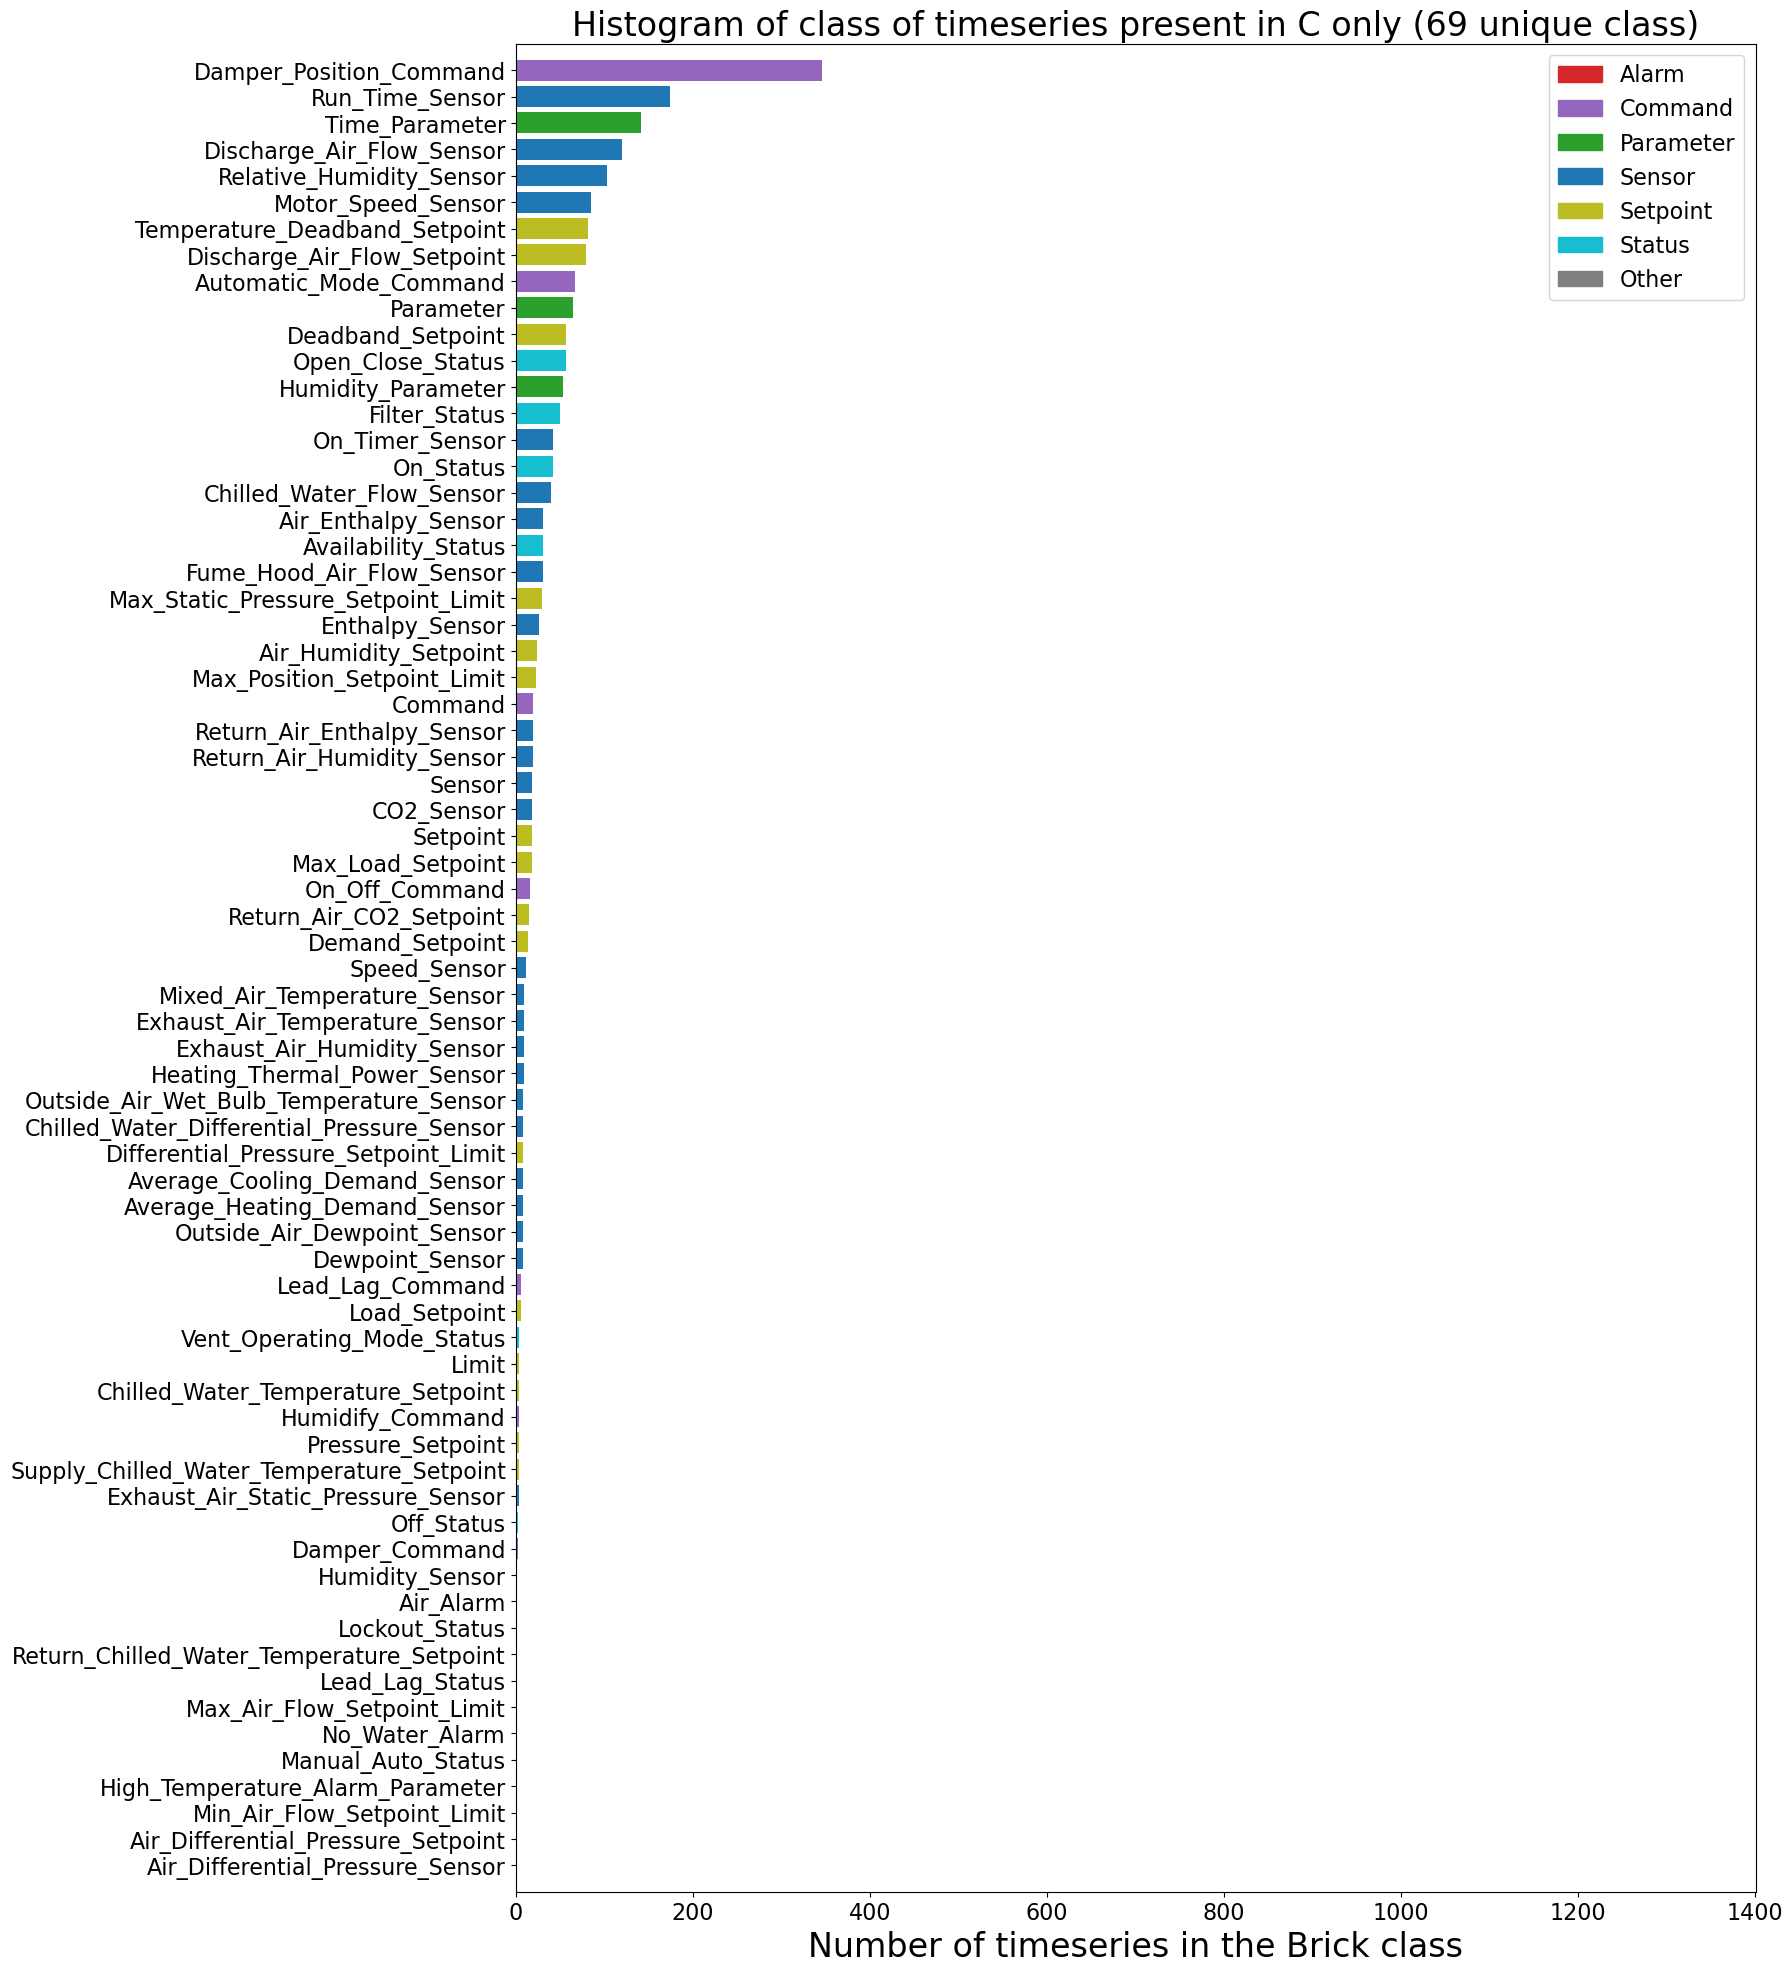 Histogram of class of timeseries present in C only (69 unique class)
Damper_Position_Command
Run_Time_Sensor
Time_Parameter
Discharge_Air_Flow_Sensor
Relative_Humidity_Sensor
Motor_Speed_Sensor
Temperature_Deadband_Setpoint
Discharge_Air_Flow_Setpoint
Automatic_Mode_Command
Parameter
Deadband_Setpoint
Open_Close_Status
Humidity_Parameter
Filter_Status
On_Timer_Sensor
On_Status
Chilled_Water_Flow_Sensor
Air_Enthalpy_Sensor
Availability_Status
Fume_Hood_Air_Flow_Sensor
Max_Static_Pressure_Setpoint_Limit
Enthalpy_Sensor
Air_Humidity_Setpoint
Max_Position_Setpoint_Limit
Command
Return_Air_Enthalpy_Sensor
Return_Air_Humidity_Sensor
Sensor
CO2_Sensor
Setpoint
Max_Load_Setpoint
On_Off_Command
Return_Air_CO2_Setpoint
Demand_Setpoint
Speed_Sensor
Mixed_Air_Temperature_Sensor
Exhaust_Air_Temperature_Sensor
Exhaust_Air_Humidity_Sensor
Heating_Thermal_Power_Sensor
Outside_Air_Wet_Bulb_Temperature_Sensor
Chilled_Water_Differential_Pressure_Sensor
Differential_Pressure_Setpoint_Limit
Average_Cooling_Demand_Sensor
Average_Heating_Demand_Sensor
Outside_Air_Dewpoint_Sensor
Dewpoint_Sensor
Lead_Lag_Command
Load_Setpoint
Vent_Operating_Mode_Status
Limit
Chilled_Water_Temperature_Setpoint
Humidify_Command
Pressure_Setpoint
Supply_Chilled_Water_Temperature_Setpoint
Exhaust_Air_Static_Pressure_Sensor
Off_Status
Damper_Command
Humidity_Sensor
Air_Alarm
Lockout_Status
Return_Chilled_Water_Temperature_Setpoint
Lead_Lag_Status
Max_Air_Flow_Setpoint_Limit
No_Water_Alarm
Manual_Auto_Status
High_Temperature_Alarm_Parameter
Min_Air_Flow_Setpoint_Limit
Air_Differential_Pressure_Setpoint
Air_Differential_Pressure_Sensor
Alarm
Command
Parameter
Sensor
Setpoint
Status
Other
0 200 400 600 800 1000 1200 1400
Number of timeseries in the Brick class